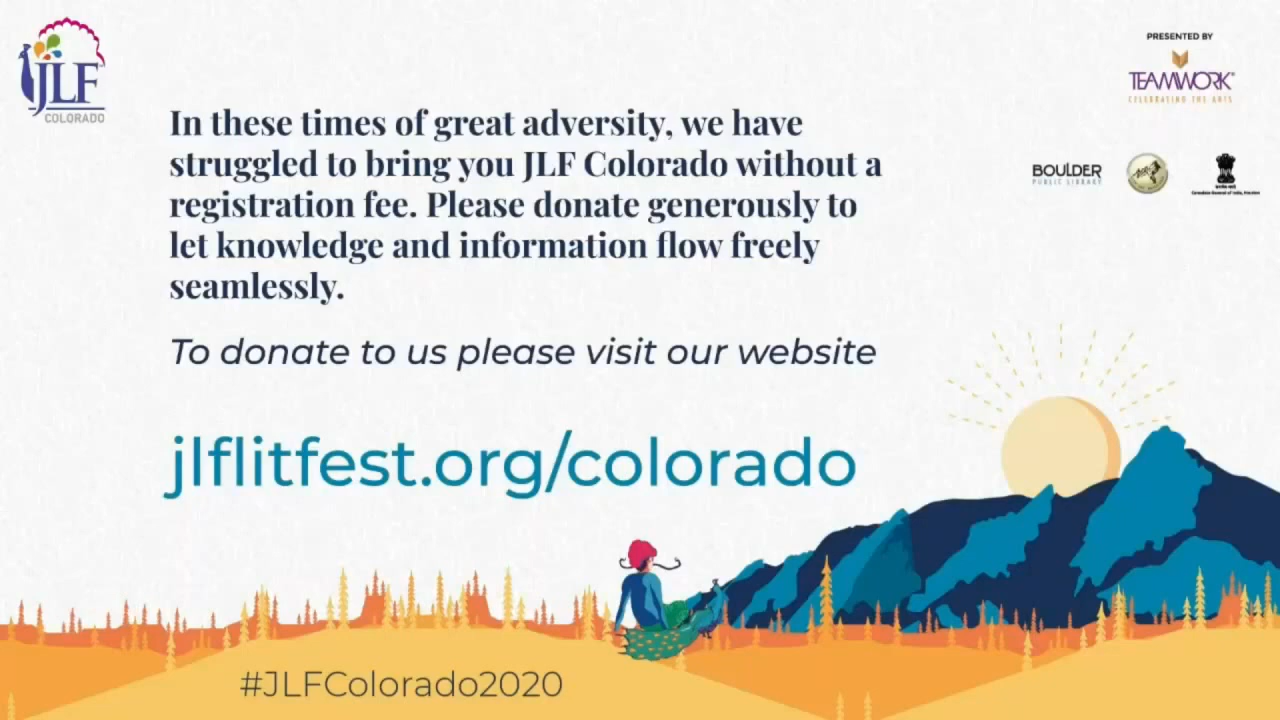 JLF
COLORADO
PRESENTED BY
TEAMWORK
CELEBRATING THE ARTS
BOULDER
PUBLIC LIBRARY
In these times of great adversity, we have
struggled to bring you JLF Colorado without a
registration fee. Please donate generously to
let knowledge and information flow freely
seamlessly.
To donate to us please visit our website
jlflitfest.org/colorado
#JLFColorado2020